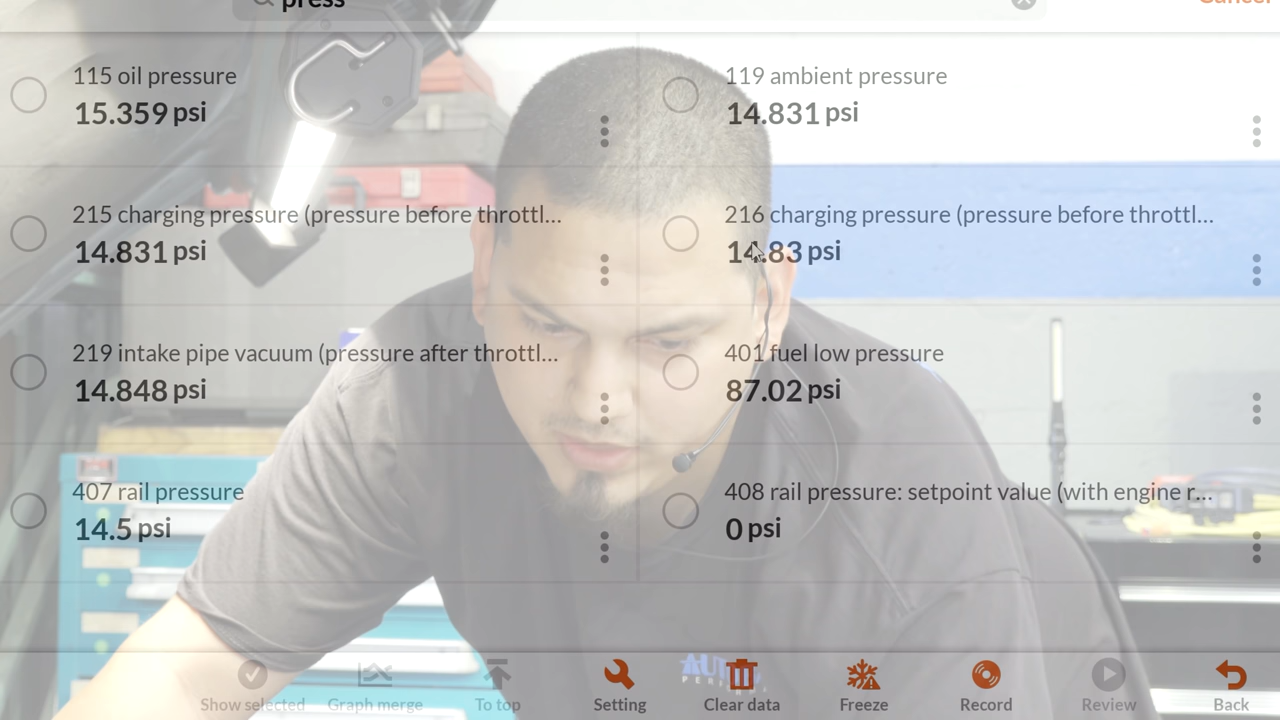 press
Cancel
115 oil pressure
15.359 psi
119 ambient pressure
14.831 psi
215 charging pressure (pressure before throttl...
14.831 psi
216 charging pressure (pressure before throttl...
14.83 psi
219 intake pipe vacuum (pressure after throttl...
14.848 psi
401 fuel low pressure
87.02 psi
407 rail pressure
14.5 psi
408 rail pressure: setpoint value (with engine r...
0 psi
Show selected
Graph merge
To top
Setting
Clear data
Freeze
Record
Review
Back